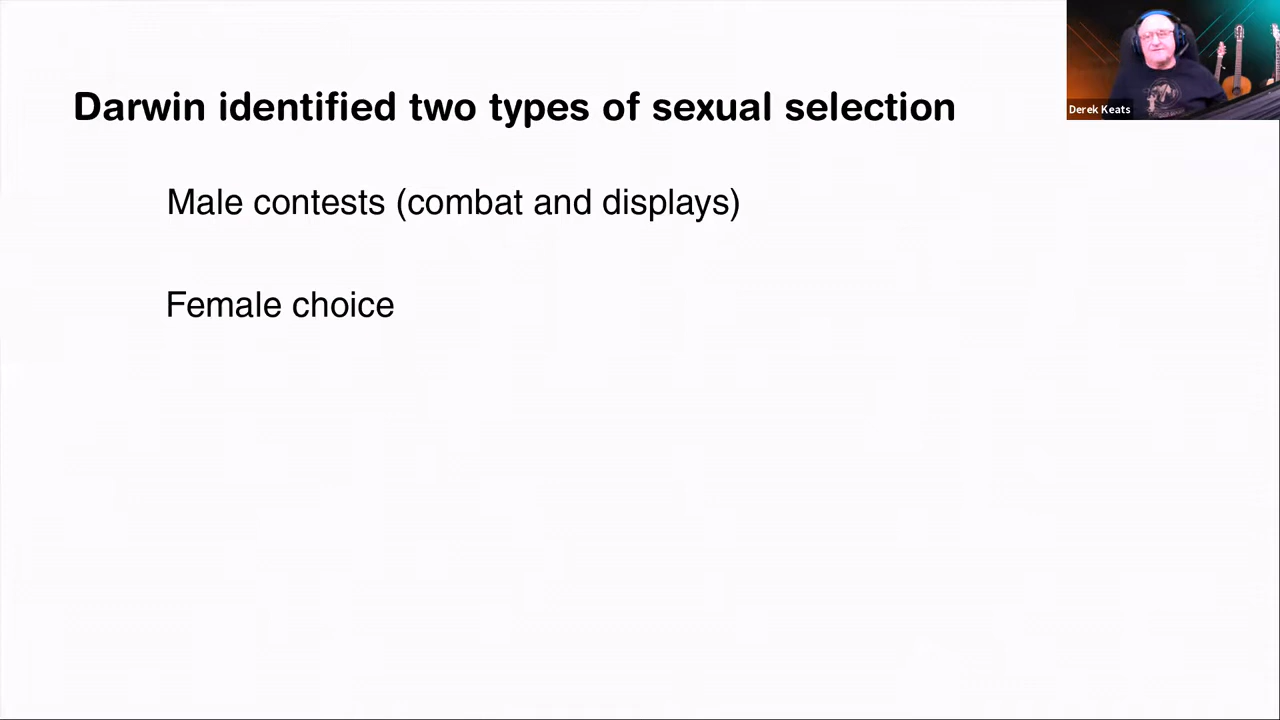 Darwin identified two types of sexual selection
Male contests (combat and displays)
Female choice
Derek Keats